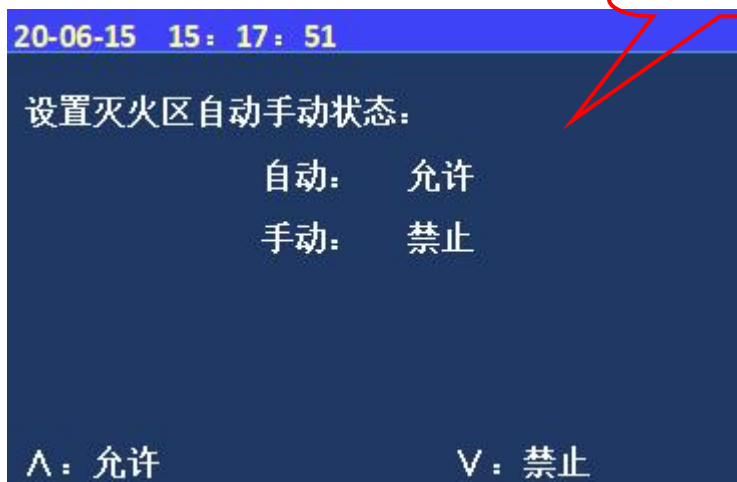 20-06-15 15：17：51
设置灭火区自动手动状态：
自动： 允许
手动： 禁止
∧：允许 ∨：禁止